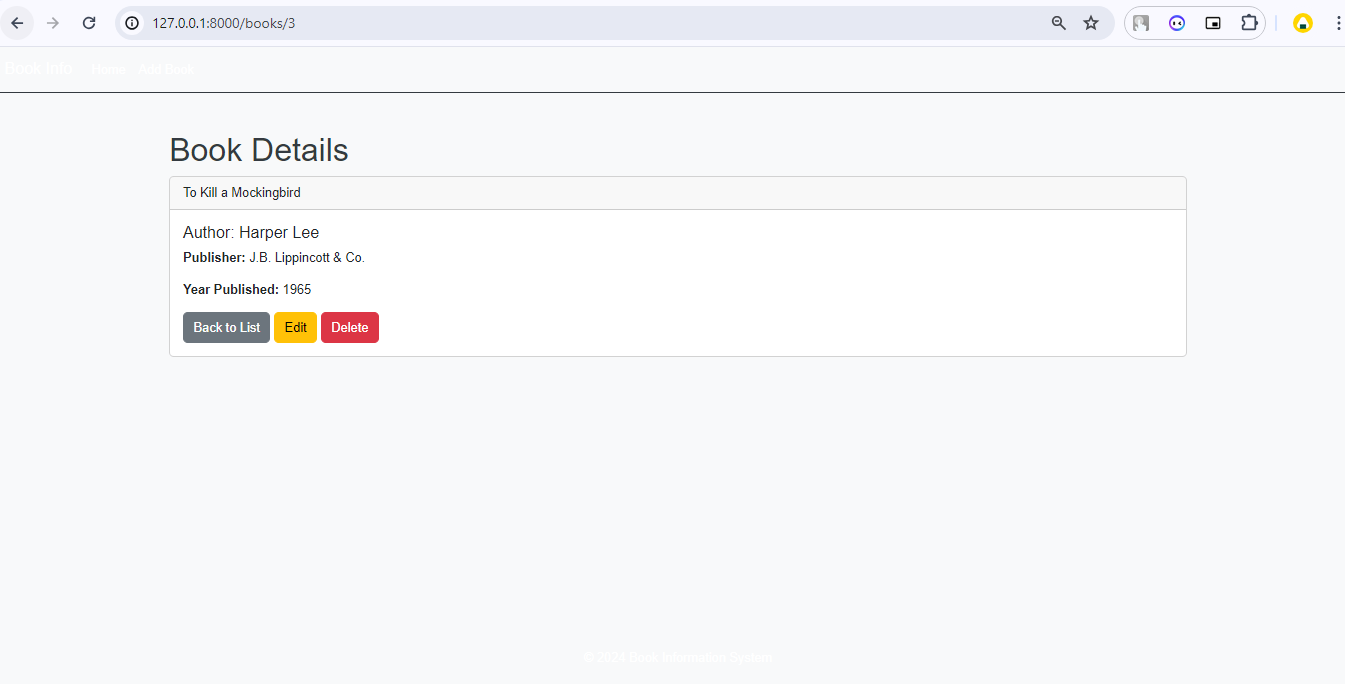 127.0.0.1:8000/books/3
Book Info Home Add Book
Book Details
To Kill a Mockingbird
Author: Harper Lee
Publisher: J.B. Lippincott & Co.
Year Published: 1965
Back to List Edit Delete
© 2024 Book Information System